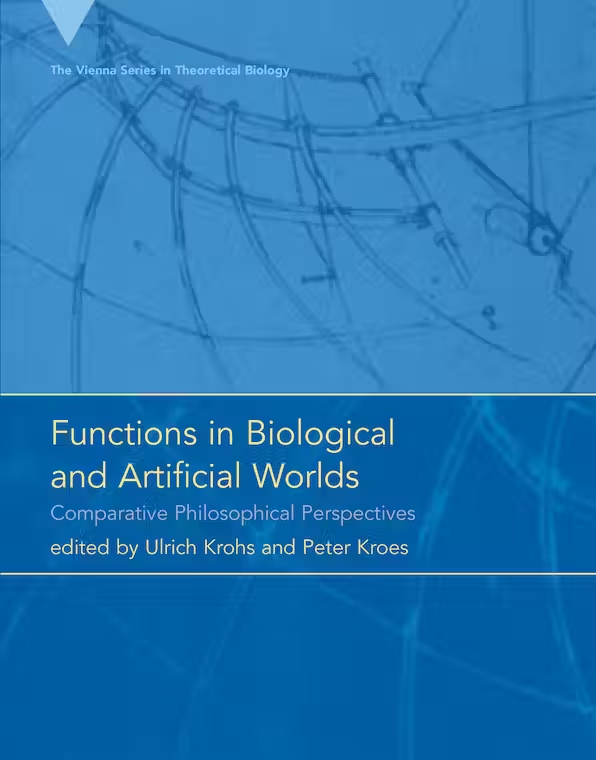 The Vienna Series in Theoretical Biology
Functions in Biological
and Artificial Worlds
Comparative Philosophical Perspectives
edited by Ulrich Krohs and Peter Kroes